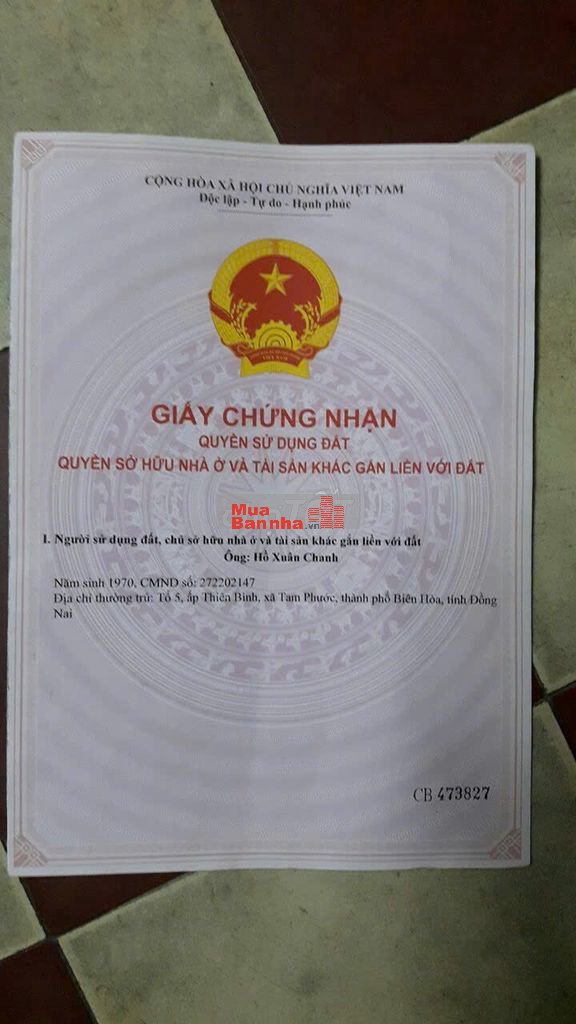 CỘNG HÒA XÃ HỘI CHỦ NGHĨA VIỆT NAM
Độc lập - Tự do - Hạnh phúc
GIẤY CHỨNG NHẬN
QUYỀN SỬ DỤNG ĐẤT
QUYỀN SỞ HỮU NHÀ Ở VÀ TÀI SẢN KHÁC GẮN LIỀN VỚI ĐẤT
Mua
Bannha.vn
I. Người sử dụng đất, chủ sở hữu nhà ở và tài sản khác gắn liền với đất
Ông: Hồ Xuân Chanh
Năm sinh 1970, CMND số: 272202147
Địa chỉ thường trú: Tổ 5, ấp Thiên Bình, xã Tam Phước, thành phố Biên Hòa, tỉnh Đồng
Nai
CB 473827